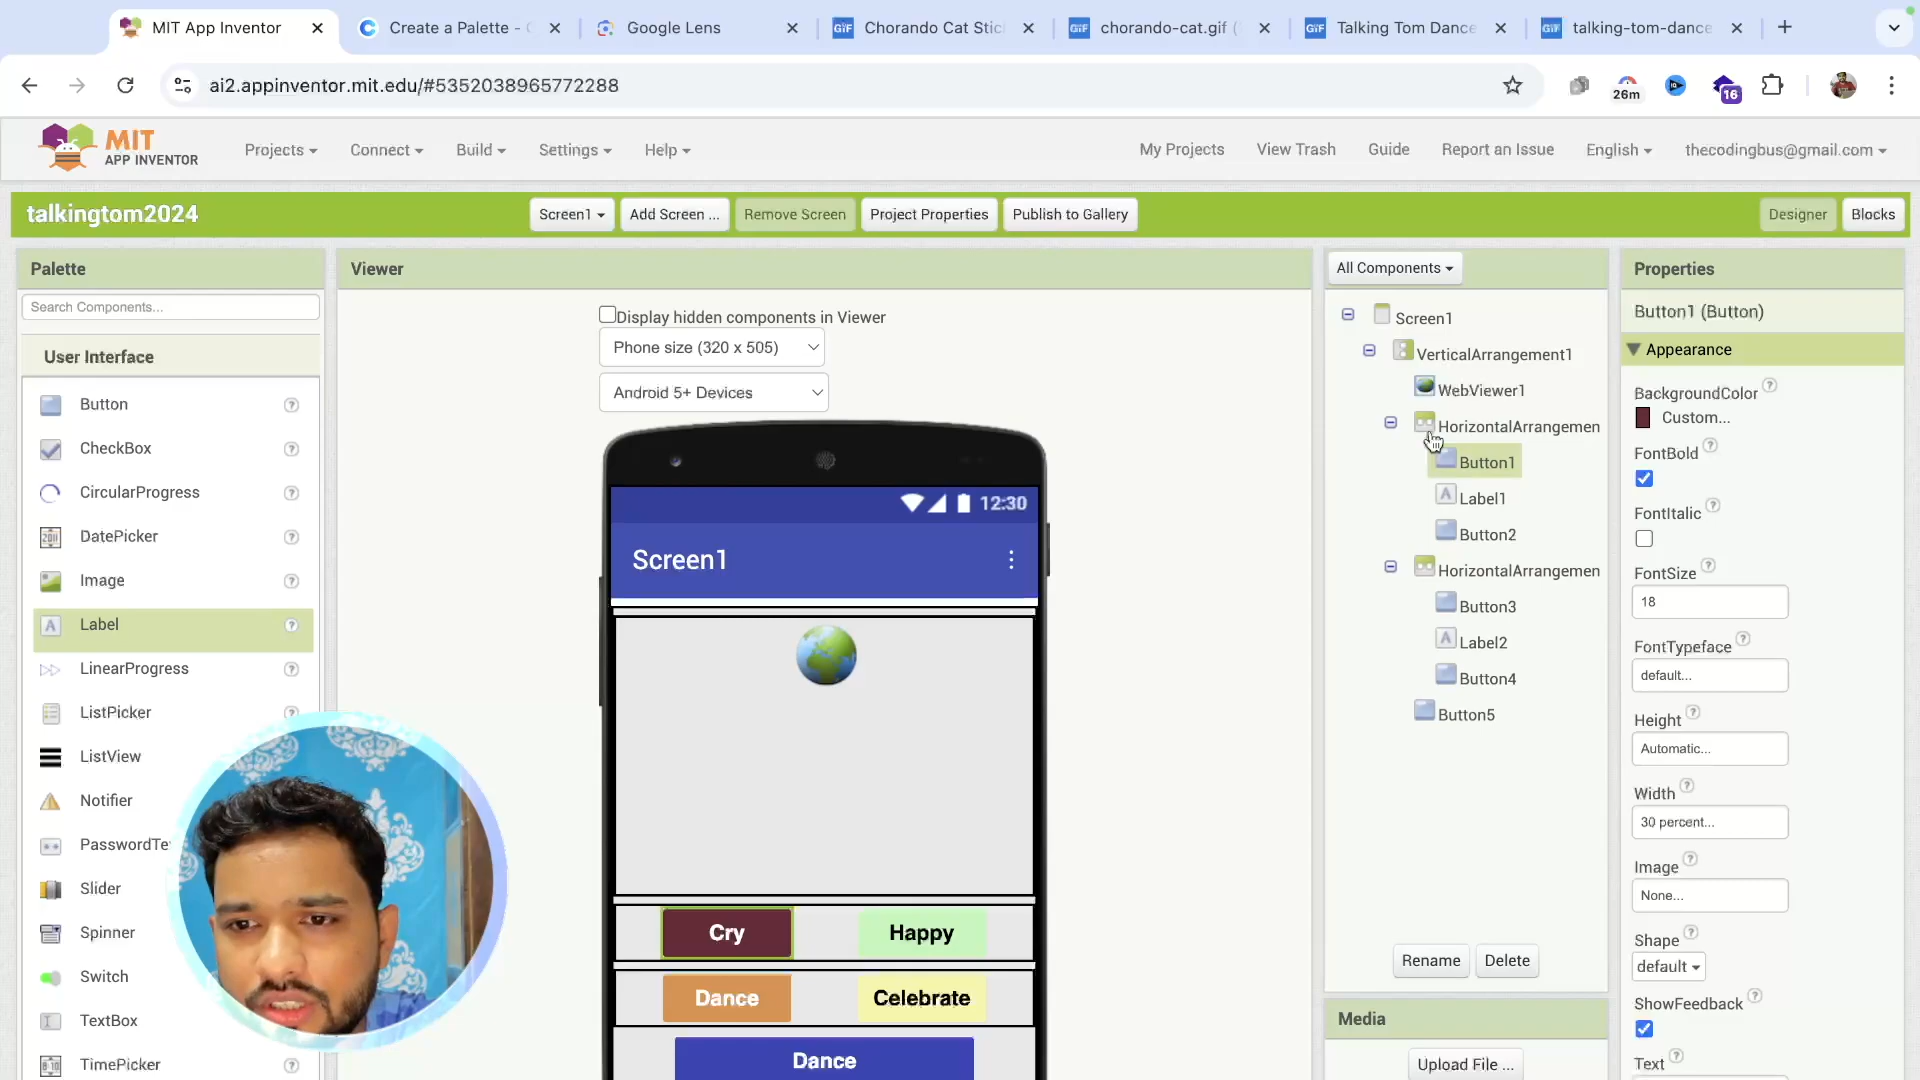 MIT App Inventor
Create a Palette - C
Google Lens
Chorando Cat Stic
chorando-cat.gif (
Talking Tom Dance
talking-tom-dance
ai2.appinventor.mit.edu/#5352038965772288
26m
16
MIT
APP INVENTOR
Projects
Connect
Build
Settings
Help
My Projects
View Trash
Guide
Report an Issue
English
thecodingbus@gmail.com
talkingtom2024
Screen1
Add Screen ...
Remove Screen
Project Properties
Publish to Gallery
Designer
Blocks
Palette
Search Components...
User Interface
Button
CheckBox
CircularProgress
DatePicker
Image
Label
LinearProgress
ListPicker
ListView
Notifier
PasswordTe
Slider
Spinner
Switch
TextBox
TimePicker
Viewer
Display hidden components in Viewer
Phone size (320 x 505)
Android 5+ Devices
12:30
Screen1
Cry
Happy
Dance
Celebrate
Dance
All Components
Screen1
VerticalArrangement1
WebViewer1
HorizontalArrangemen
Button1
Label1
Button2
HorizontalArrangemen
Button3
Label2
Button4
Button5
Rename
Delete
Media
Upload File ...
Properties
Button1 (Button)
Appearance
BackgroundColor
Custom...
FontBold
FontItalic
FontSize
18
FontTypeface
default...
Height
Automatic...
Width
30 percent...
Image
None...
Shape
default
ShowFeedback
Text